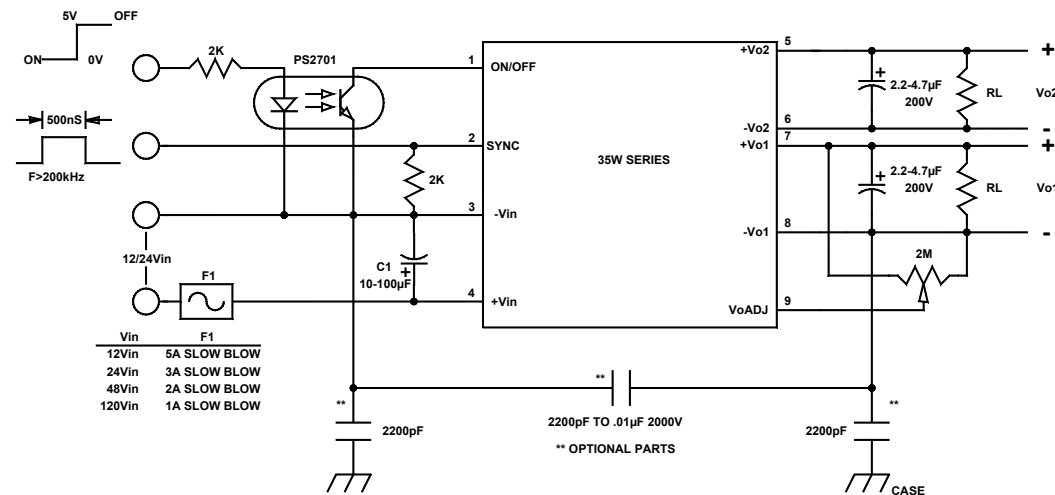 5V OFF
ON 0V
2K
PS2701
500nS
F>200kHz
1 ON/OFF
2 SYNC
2K
3 -Vin
12/24Vin
F1
C1
10-100µF
4 +Vin
35W SERIES
+Vo2 5
+
2.2-4.7µF
200V
RL
Vo2
-Vo2 6
-
+Vo1 7
+
+
2.2-4.7µF
200V
RL
Vo1
-Vo1 8
-
2M
VoADJ 9
+
+
Vin F1
12Vin 5A SLOW BLOW
24Vin 3A SLOW BLOW
48Vin 2A SLOW BLOW
120Vin 1A SLOW BLOW
**
2200pF
**
2200pF TO .01µF 2000V
** OPTIONAL PARTS
**
2200pF
CASE